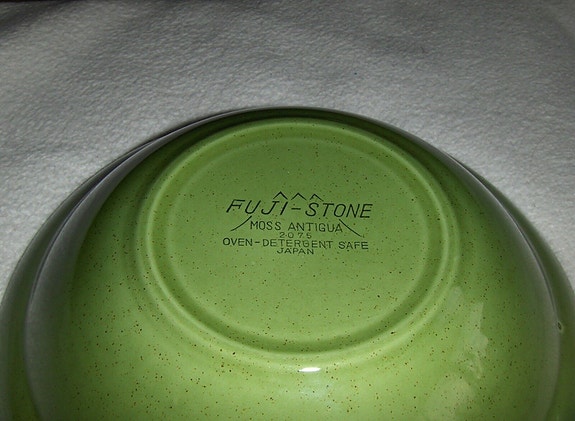 FUJI-STONE
MOSS ANTIGUA
2075
OVEN-DETERGENT SAFE
JAPAN